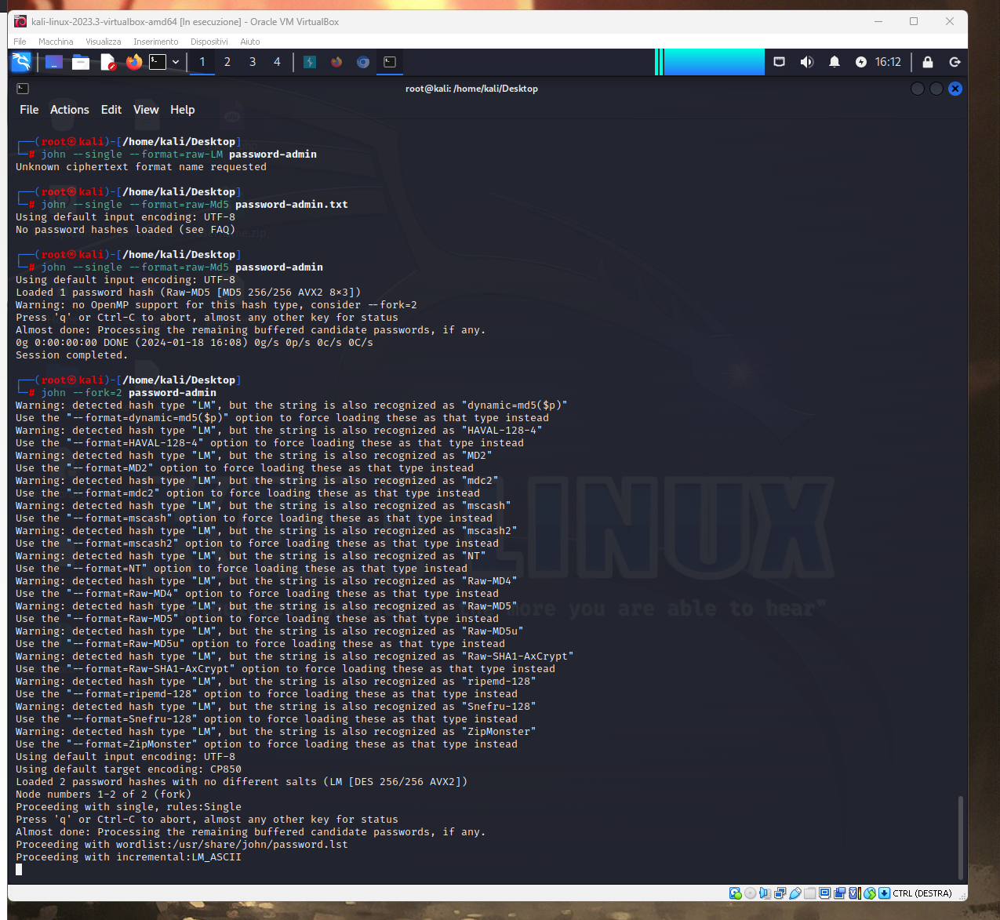 kali-linux-2023.3-virtualbox-amd64 [In esecuzione] - Oracle VM VirtualBox
File Macchina Visualizza Inserimento Dispositivi Aiuto
1 2 3 4 16:12
root@kali: /home/kali/Desktop
File Actions Edit View Help
┌──(root㉿kali)-[/home/kali/Desktop]
└─# john --single --format=raw-LM password-admin
Unknown ciphertext format name requested
┌──(root㉿kali)-[/home/kali/Desktop]
└─# john --single --format=raw-Md5 password-admin.txt
Using default input encoding: UTF-8
No password hashes loaded (see FAQ)
┌──(root㉿kali)-[/home/kali/Desktop]
└─# john --single --format=raw-Md5 password-admin
Using default input encoding: UTF-8
Loaded 1 password hash (Raw-MD5 [MD5 256/256 AVX2 8×3])
Warning: no OpenMP support for this hash type, consider --fork=2
Press 'q' or Ctrl-C to abort, almost any other key for status
Almost done: Processing the remaining buffered candidate passwords, if any.
0g 0:00:00:00 DONE (2024-01-18 16:08) 0g/s 0p/s 0c/s 0C/s
Session completed.
┌──(root㉿kali)-[/home/kali/Desktop]
└─# john --fork=2 password-admin
Warning: detected hash type "LM", but the string is also recognized as "dynamic=md5($p)"
Use the "--format=dynamic=md5($p)" option to force loading these as that type instead
Warning: detected hash type "LM", but the string is also recognized as "HAVAL-128-4"
Use the "--format=HAVAL-128-4" option to force loading these as that type instead
Warning: detected hash type "LM", but the string is also recognized as "MD2"
Use the "--format=MD2" option to force loading these as that type instead
Warning: detected hash type "LM", but the string is also recognized as "mdc2"
Use the "--format=mdc2" option to force loading these as that type instead
Warning: detected hash type "LM", but the string is also recognized as "mscash"
Use the "--format=mscash" option to force loading these as that type instead
Warning: detected hash type "LM", but the string is also recognized as "mscash2"
Use the "--format=mscash2" option to force loading these as that type instead
Warning: detected hash type "LM", but the string is also recognized as "NT"
Use the "--format=NT" option to force loading these as that type instead
Warning: detected hash type "LM", but the string is also recognized as "Raw-MD4"
Use the "--format=Raw-MD4" option to force loading these as that type instead
Warning: detected hash type "LM", but the string is also recognized as "Raw-MD5"
Use the "--format=Raw-MD5" option to force loading these as that type instead
Warning: detected hash type "LM", but the string is also recognized as "Raw-MD5u"
Use the "--format=Raw-MD5u" option to force loading these as that type instead
Warning: detected hash type "LM", but the string is also recognized as "Raw-SHA1-AxCrypt"
Use the "--format=Raw-SHA1-AxCrypt" option to force loading these as that type instead
Warning: detected hash type "LM", but the string is also recognized as "ripemd-128"
Use the "--format=ripemd-128" option to force loading these as that type instead
Warning: detected hash type "LM", but the string is also recognized as "Snefru-128"
Use the "--format=Snefru-128" option to force loading these as that type instead
Warning: detected hash type "LM", but the string is also recognized as "ZipMonster"
Use the "--format=ZipMonster" option to force loading these as that type instead
Using default input encoding: UTF-8
Using default target encoding: CP850
Loaded 2 password hashes with no different salts (LM [DES 256/256 AVX2])
Node numbers 1-2 of 2 (fork)
Proceeding with single, rules:Single
Press 'q' or Ctrl-C to abort, almost any other key for status
Almost done: Processing the remaining buffered candidate passwords, if any.
Proceeding with wordlist:/usr/share/john/password.lst
Proceeding with incremental:LM_ASCII
LINUX
more you are able to hear"
CTRL (DESTRA)